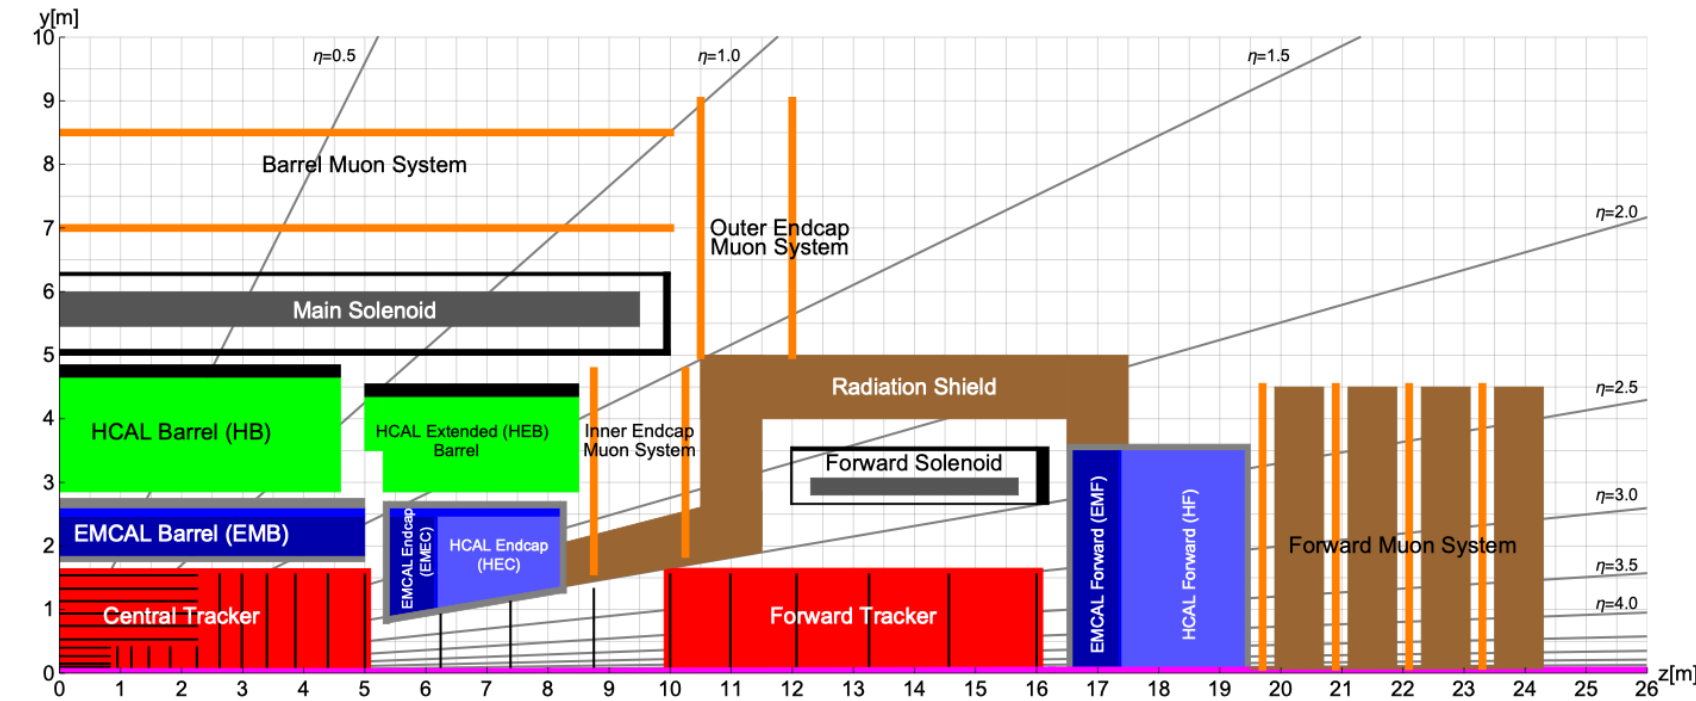 y[m]
10
η=0.5
η=1.0
η=1.5
9
8
Barrel Muon System
7
Outer Endcap
Muon System
η=2.0
6
Main Solenoid
5
Radiation Shield
η=2.5
4
HCAL Barrel (HB)
HCAL Extended (HEB)
Barrel
Inner Endcap
Muon System
Forward Solenoid
3
η=3.0
EMCAL Barrel (EMB)
EMCAL Endcap
(EMEC)
HCAL Endcap
(HEC)
EMCAL Forward (EMF)
HCAL Forward (HF)
Forward Muon System
2
η=3.5
1
Central Tracker
Forward Tracker
η=4.0
0
0 1 2 3 4 5 6 7 8 9 10 11 12 13 14 15 16 17 18 19 20 21 22 23 24 25 26
z[m]